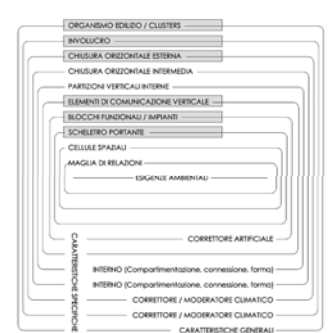 ORGANISMO EDILIZIO / CLUSTERS
INVOLUCRO
CHIUSURA ORIZZONTALE ESTERNA
CHIUSURA ORIZZONTALE INTERMEDIA
PARTIZIONI VERTICALI INTERNE
ELEMENTI DI COMUNICAZIONE VERTICALE
BLOCCHI FUNZIONALI / IMPIANTI
SCHELETRO PORTANTE
CELLULE SPAZIALI
MAGLIA DI RELAZIONI
ESIGENZE AMBIENTALI
CARATTERISTICHE SPECIFICHE
CORRETTORE ARTIFICIALE
INTERNO (Compartimentazione, connessione, forma)
INTERNO (Compartimentazione, connessione, forma)
CORRETTORE / MODERATORE CLIMATICO
CORRETTORE / MODERATORE CLIMATICO
CARATTERISTICHE GENERALI